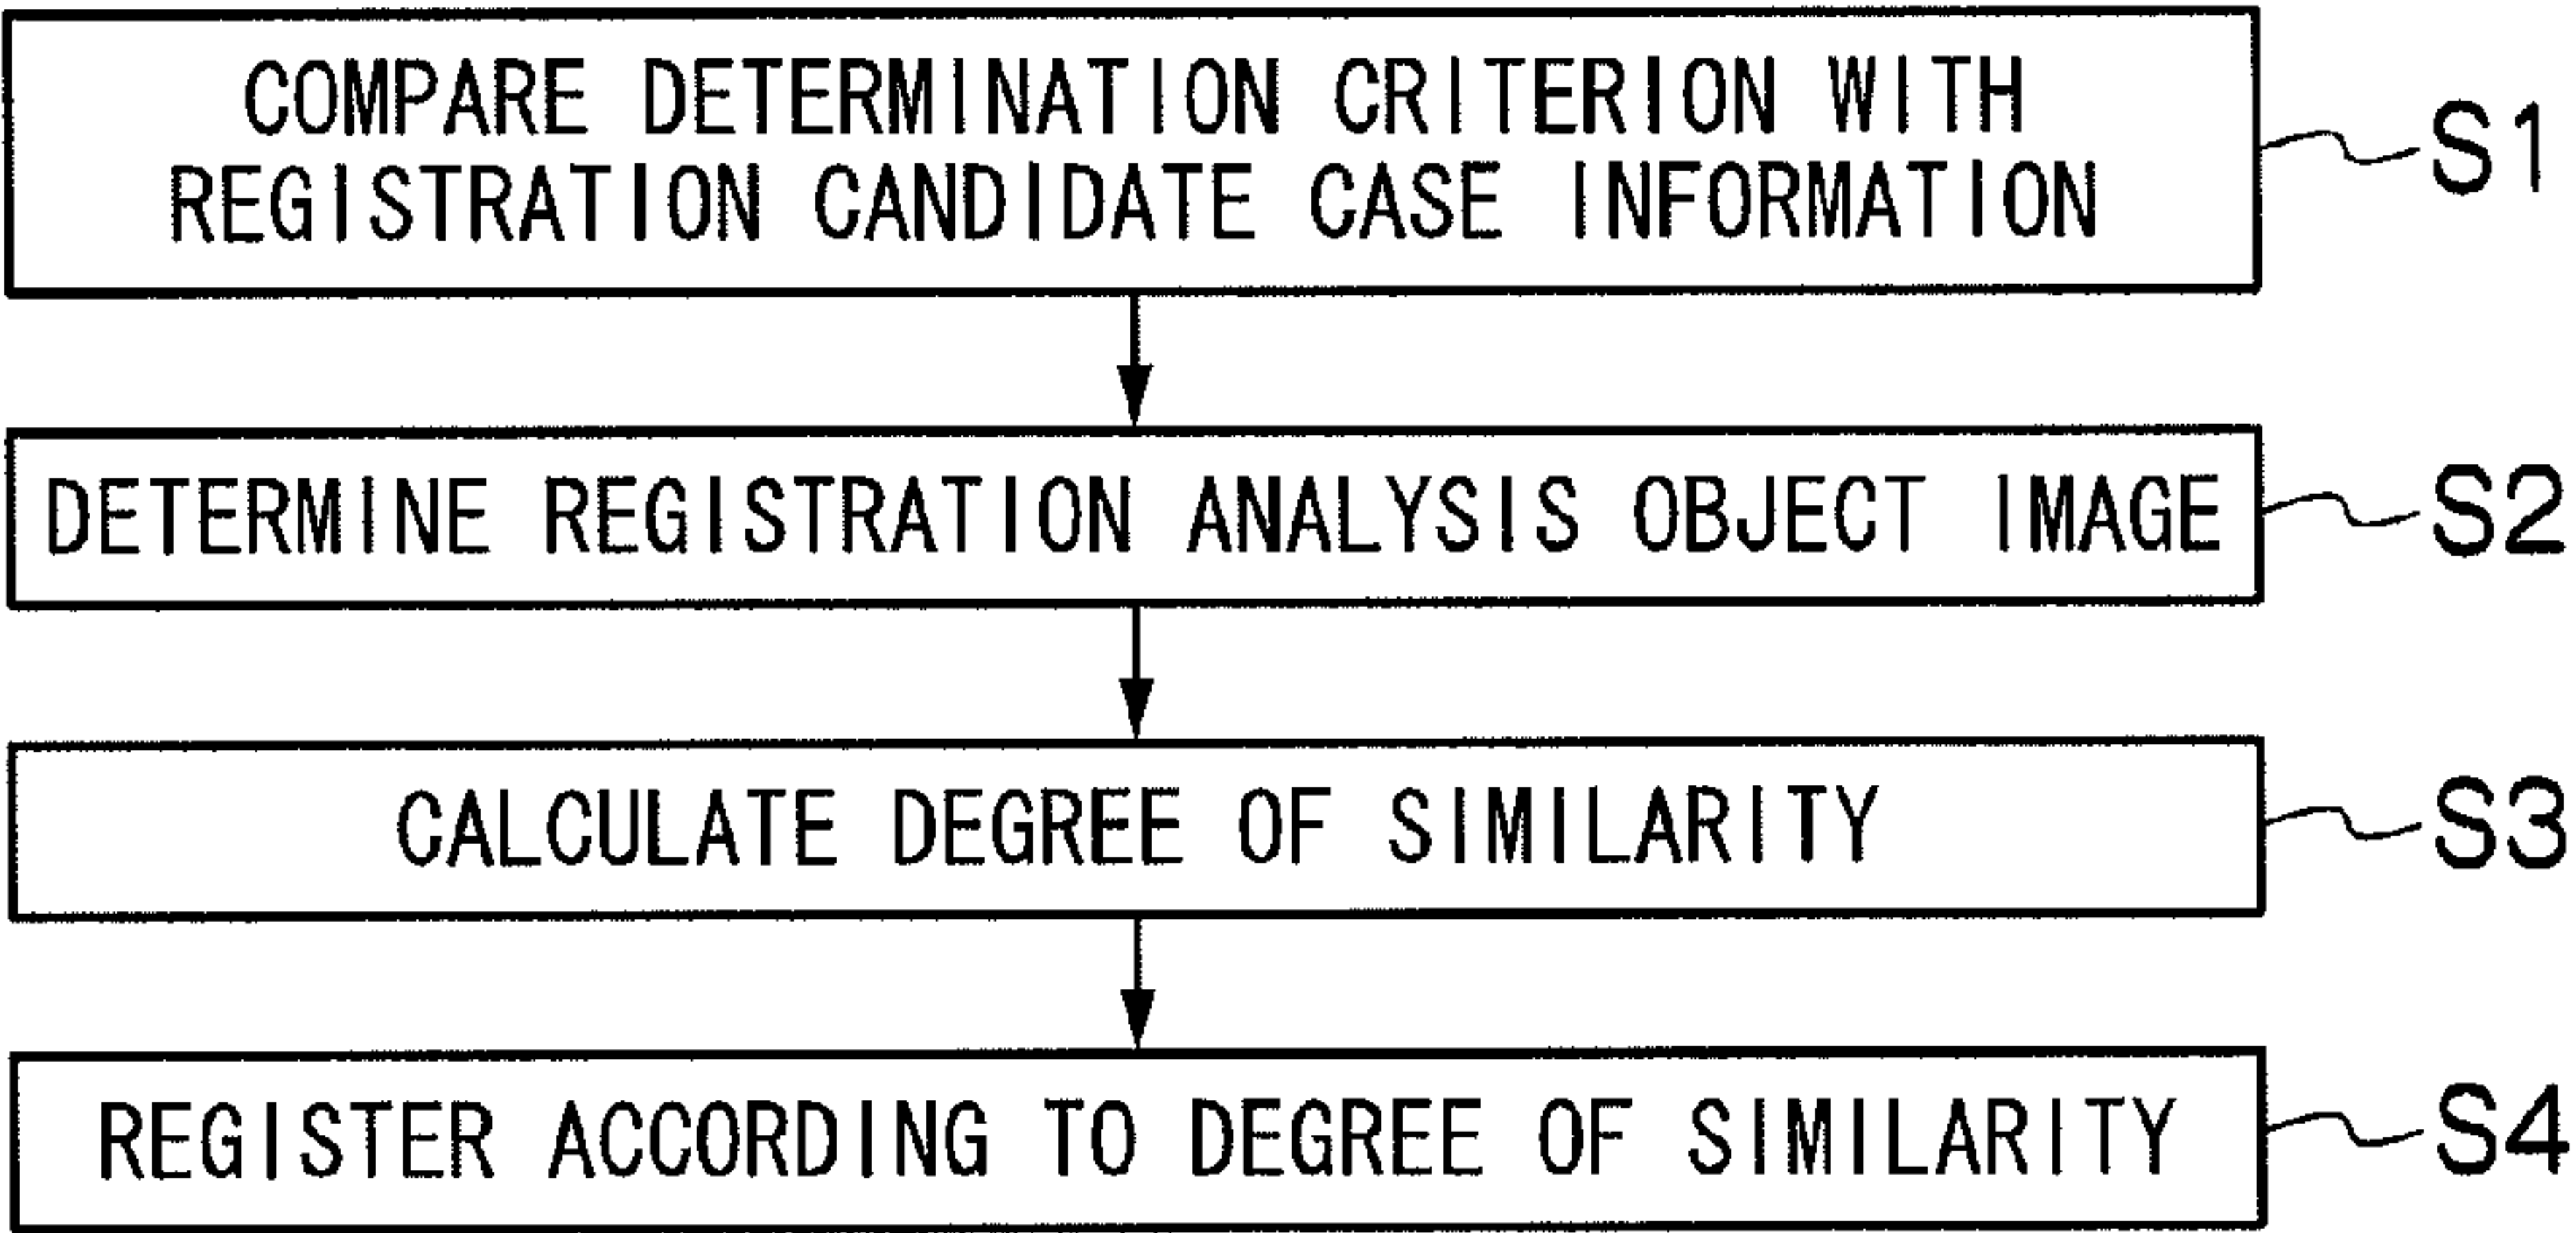 COMPARE DETERMINATION CRITERION WITH
REGISTRATION CANDIDATE CASE INFORMATION
S1
DETERMINE REGISTRATION ANALYSIS OBJECT IMAGE
S2
CALCULATE DEGREE OF SIMILARITY
S3
REGISTER ACCORDING TO DEGREE OF SIMILARITY
S4